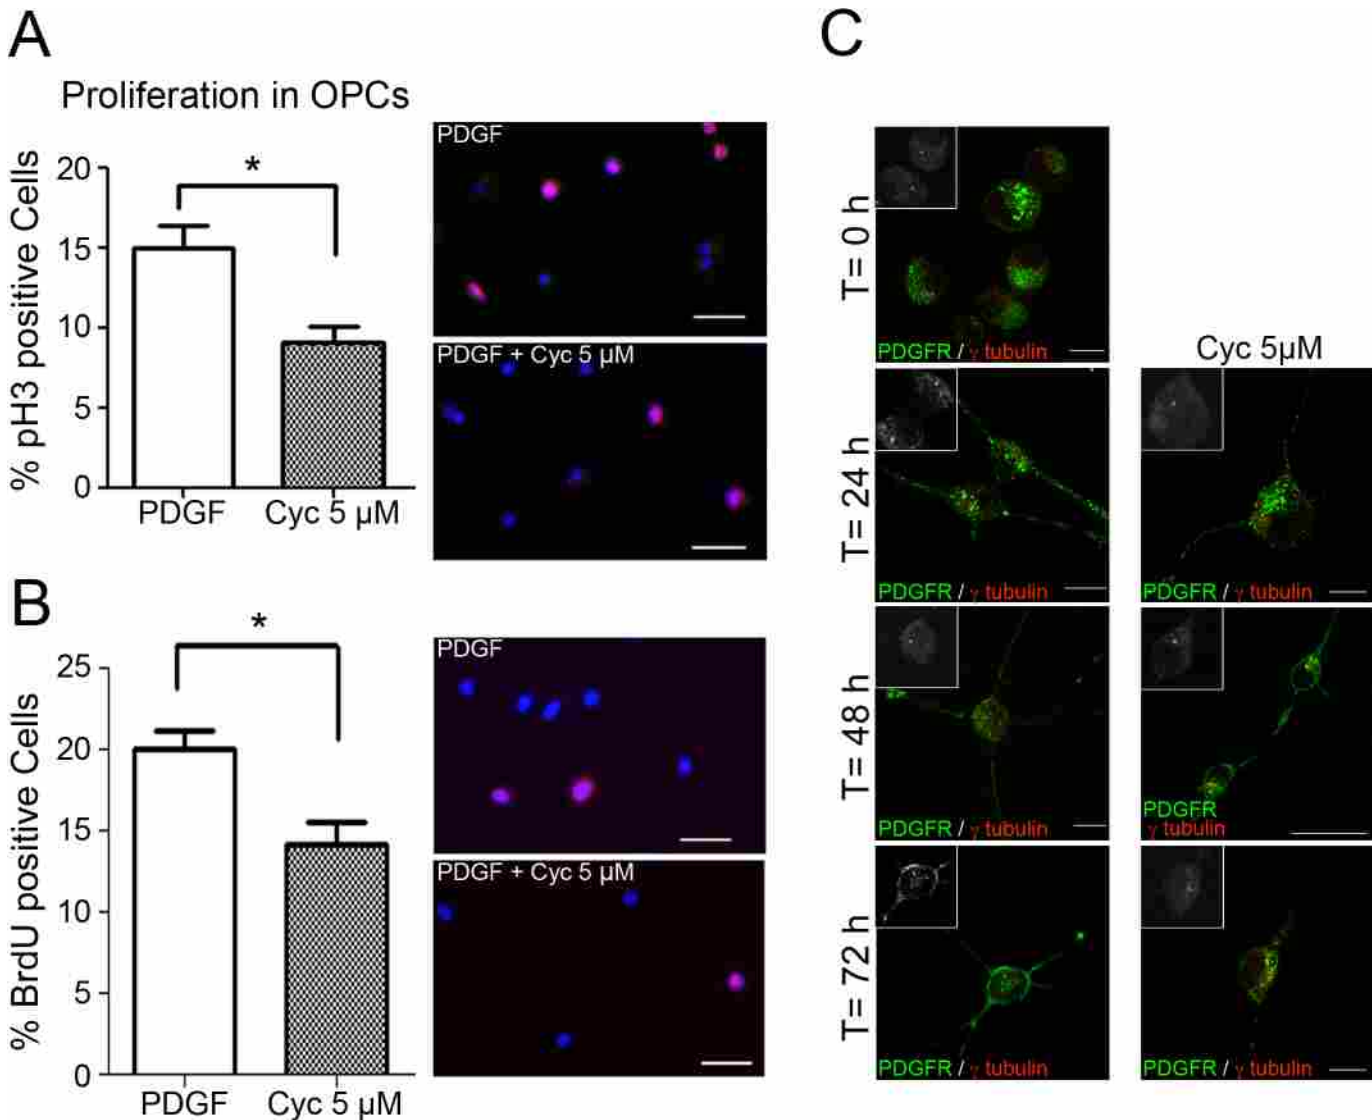 A
Proliferation in OPCs
% pH3 positive Cells
20
15
10
5
0
*
PDGF
Cyc 5 µM
PDGF
PDGF + Cyc 5 µM
B
% BrdU positive Cells
25
20
15
10
5
0
*
PDGF
Cyc 5 µM
PDGF
PDGF + Cyc 5 µM
C
T= 0 h
PDGFR / γ tubulin
Cyc 5µM
T= 24 h
PDGFR / γ tubulin
PDGFR / γ tubulin
T= 48 h
PDGFR / γ tubulin
PDGFR
γ tubulin
T= 72 h
PDGFR / γ tubulin
PDGFR / γ tubulin